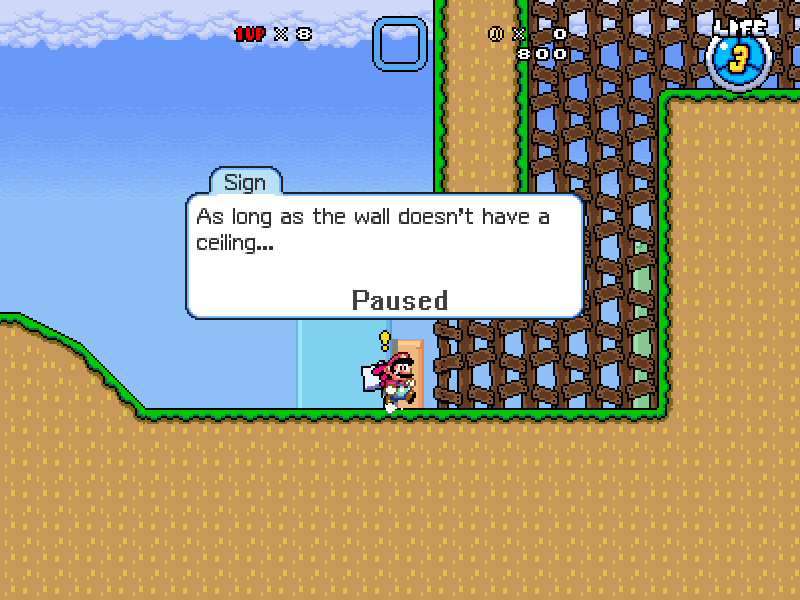 1UP × 8
× 0
800
LIFE
3
Sign
As long as the wall doesn't have a
ceiling...
Paused
!